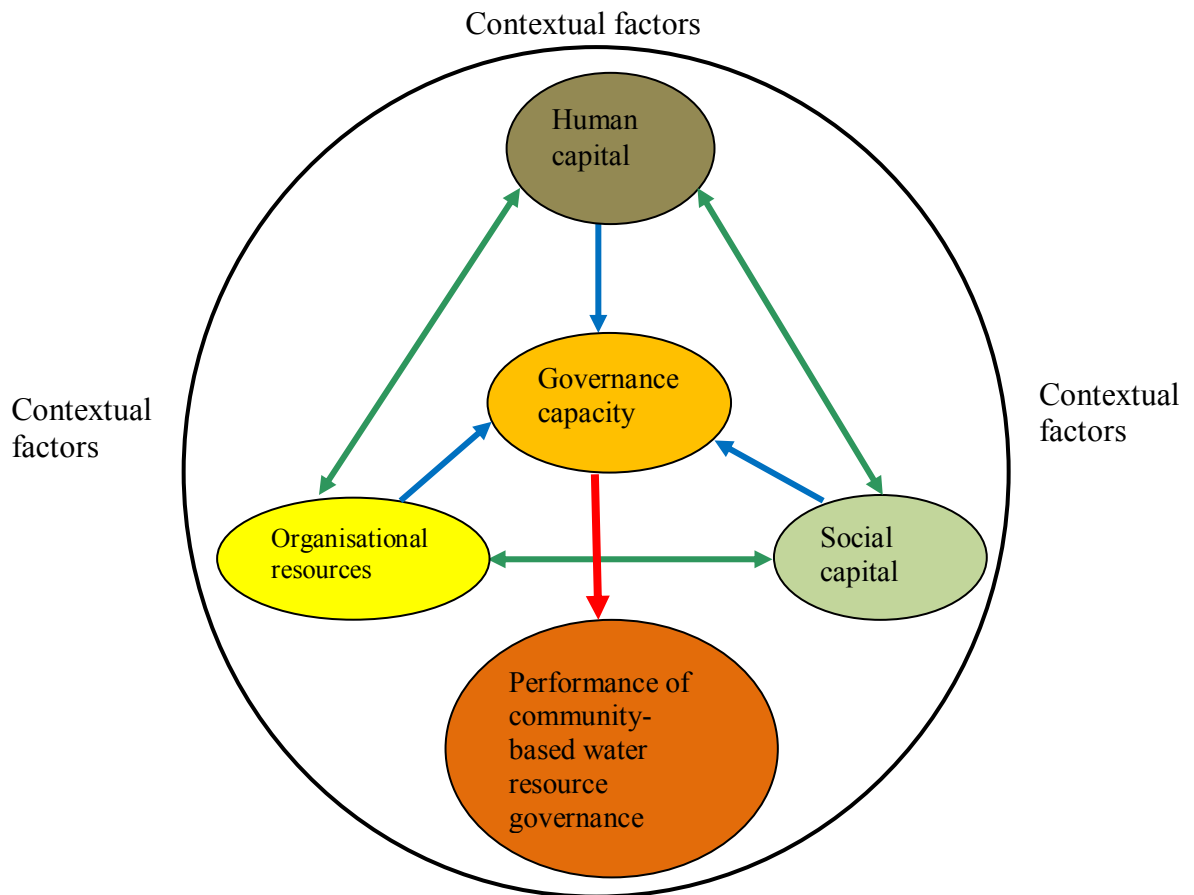 Contextual factors
Human
capital
Governance
capacity
Contextual
factors
Contextual
factors
Organisational
resources
Social
capital
Performance of
community-
based water
resource
governance